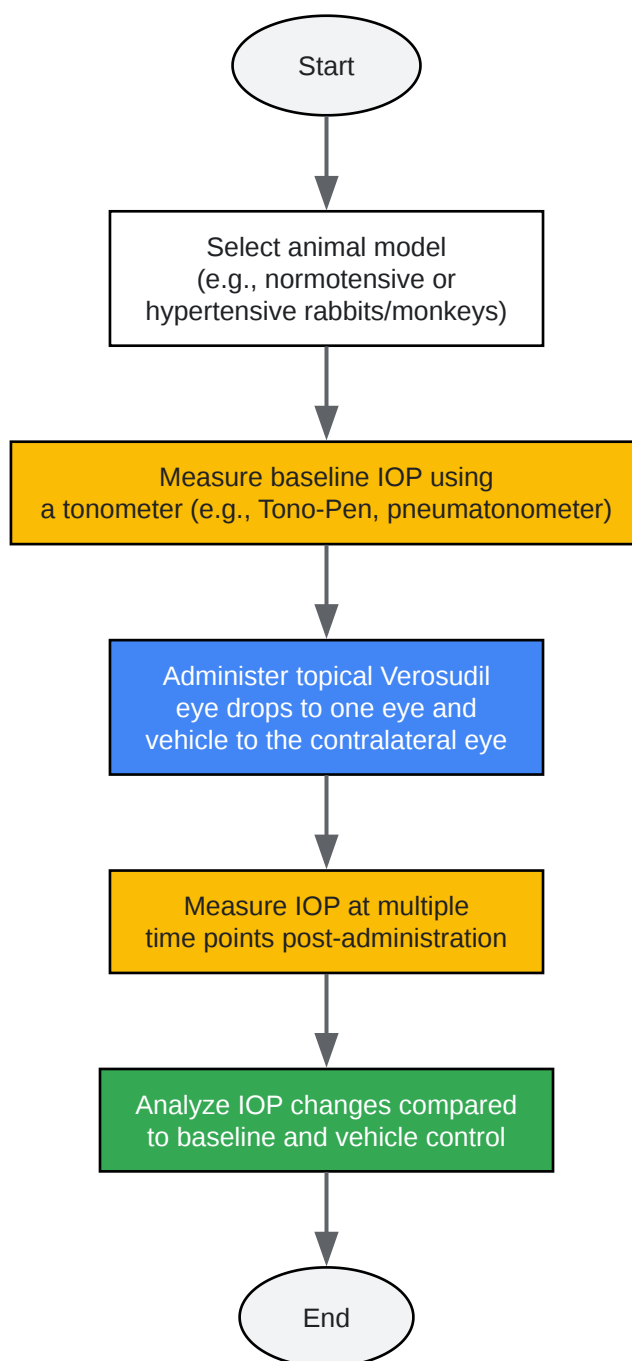 Start
Select animal model
(e.g., normotensive or
hypertensive rabbits/monkeys)
Measure baseline IOP using
a tonometer (e.g., Tono-Pen, pneumatonometer)
Administer topical Verosudil
eye drops to one eye and
vehicle to the contralateral eye
Measure IOP at multiple
time points post-administration
Analyze IOP changes compared
to baseline and vehicle control
End